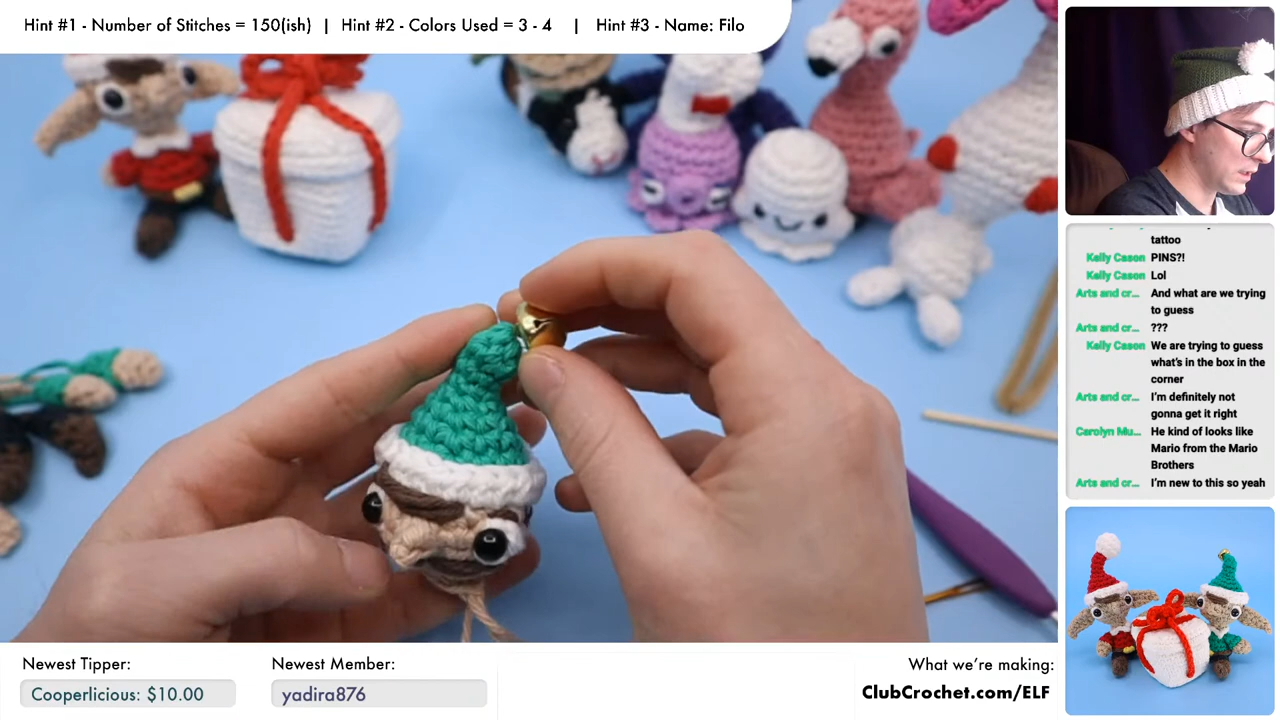 Hint #1 - Number of Stitches = 150(ish) | Hint #2 - Colors Used = 3 - 4 | Hint #3 - Name: Filo
tattoo
Kelly Cason PINS?!
Kelly Cason Lol
Arts and cr... And what are we trying
to guess
Arts and cr... ???
Kelly Cason We are trying to guess
what's in the box in the
corner
Arts and cr... I'm definitely not
gonna get it right
Carolyn Mu... He kind of looks like
Mario from the Mario
Brothers
Arts and cr... I'm new to this so yeah
Newest Tipper:
Cooperlicious: $10.00
Newest Member:
yadira876
What we're making:
ClubCrochet.com/ELF